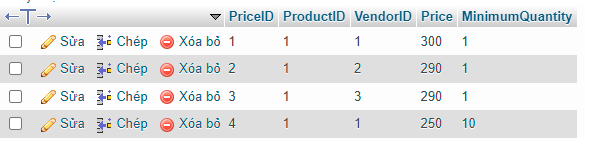 PriceID ProductID VendorID Price MinimumQuantity
Sửa Chép Xóa bỏ 1 1 1 300 1
Sửa Chép Xóa bỏ 2 1 2 290 1
Sửa Chép Xóa bỏ 3 1 3 290 1
Sửa Chép Xóa bỏ 4 1 1 250 10